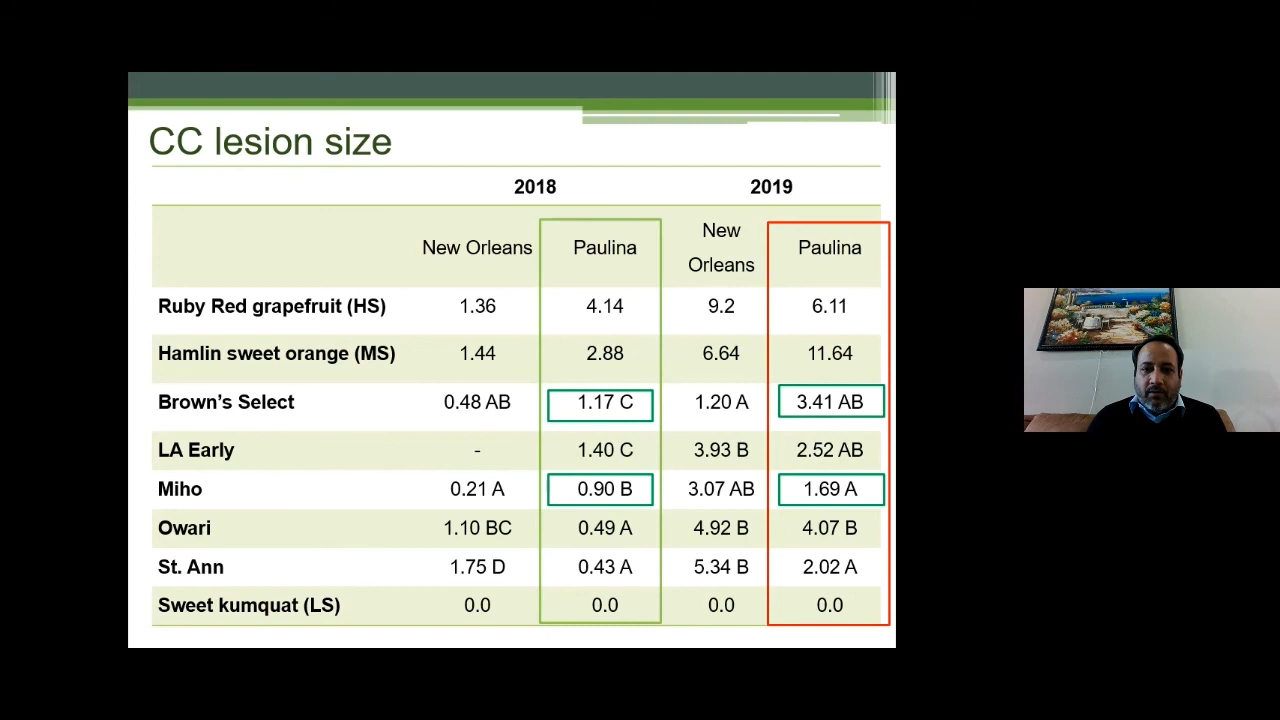 CC lesion size
2018 2019
New Orleans Paulina New Orleans Paulina
Ruby Red grapefruit (HS) 1.36 4.14 9.2 6.11
Hamlin sweet orange (MS) 1.44 2.88 6.64 11.64
Brown's Select 0.48 AB 1.17 C 1.20 A 3.41 AB
LA Early - 1.40 C 3.93 B 2.52 AB
Miho 0.21 A 0.90 B 3.07 AB 1.69 A
Owari 1.10 BC 0.49 A 4.92 B 4.07 B
St. Ann 1.75 D 0.43 A 5.34 B 2.02 A
Sweet kumquat (LS) 0.0 0.0 0.0 0.0